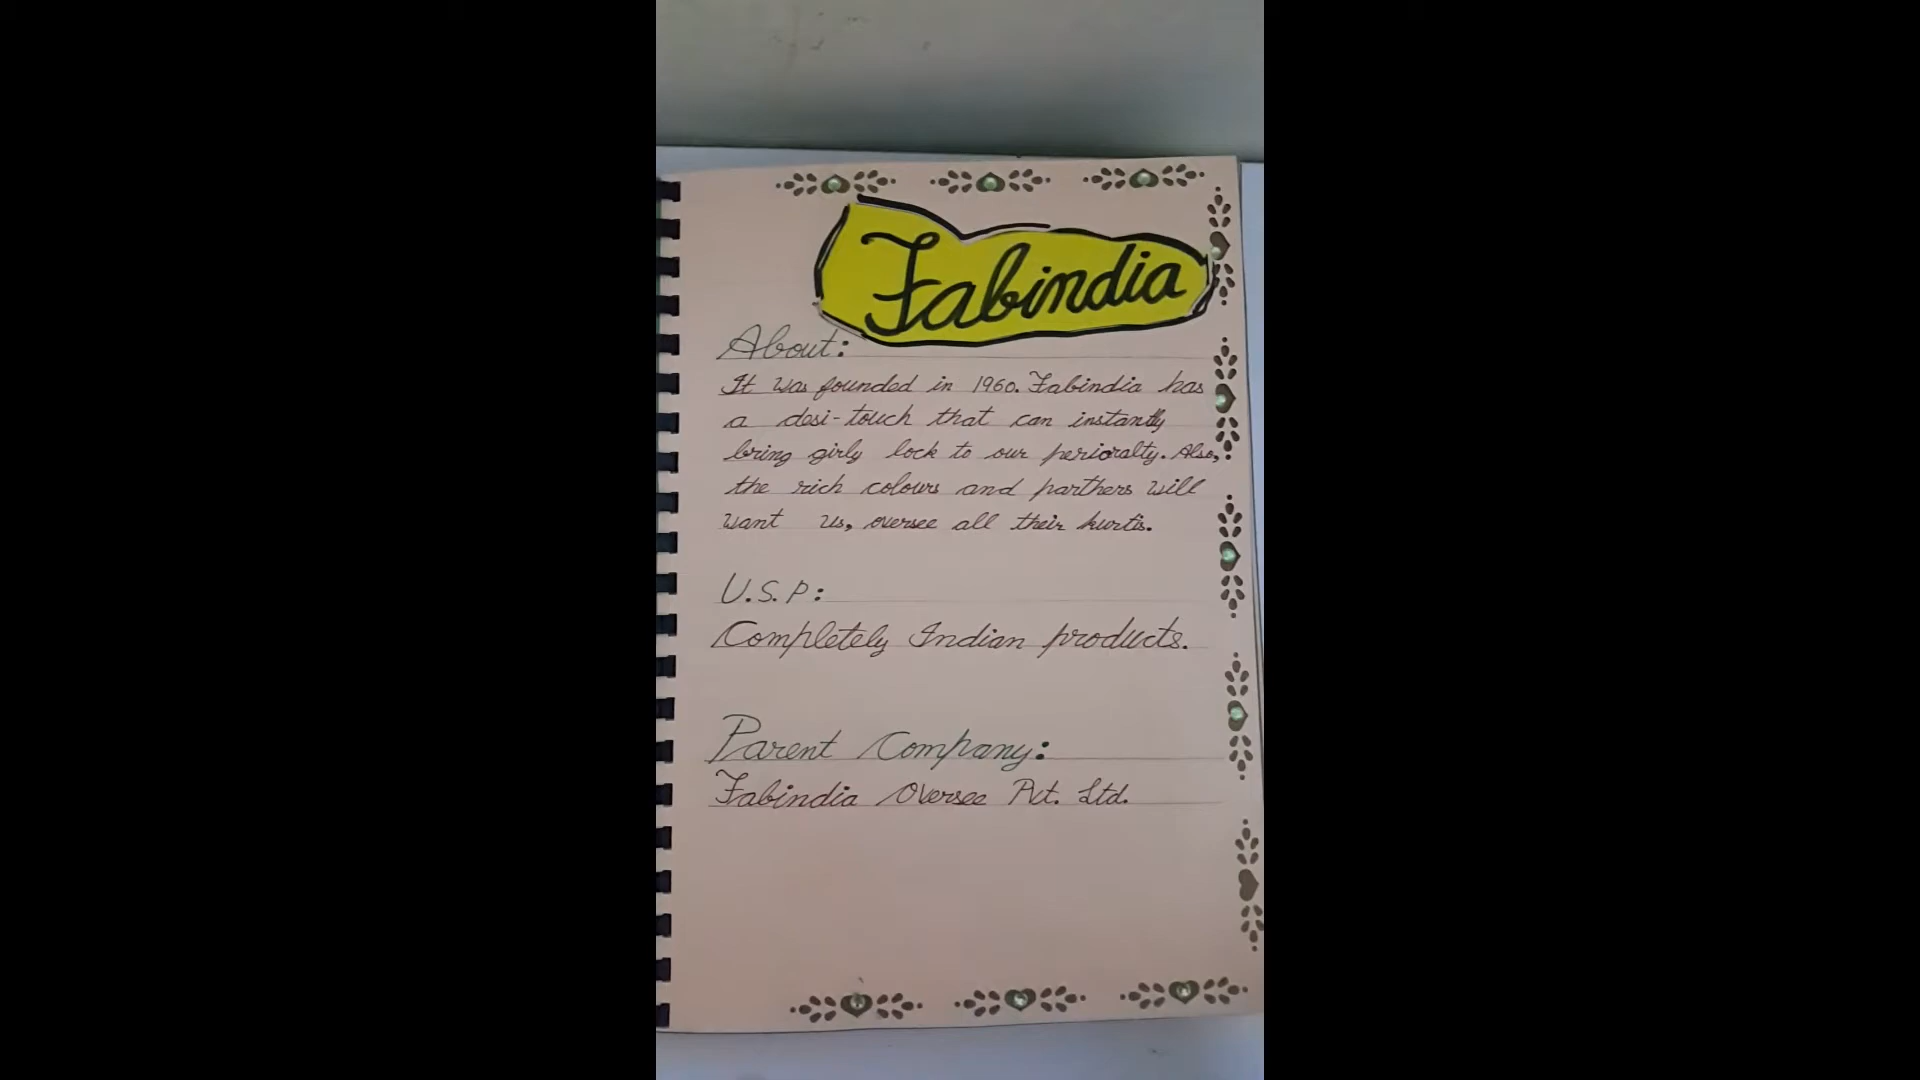 Fabindia
About:
It was founded in 1960. Fabindia has
a desi-touch that can instantly
bring girly lock to our perioralty. Also,
the rich colours and parthers will
want us, oversee all their kurtis.
U.S.P:
Completely Indian products.
Parent Company:
Fabindia Oversee Pvt. Ltd.